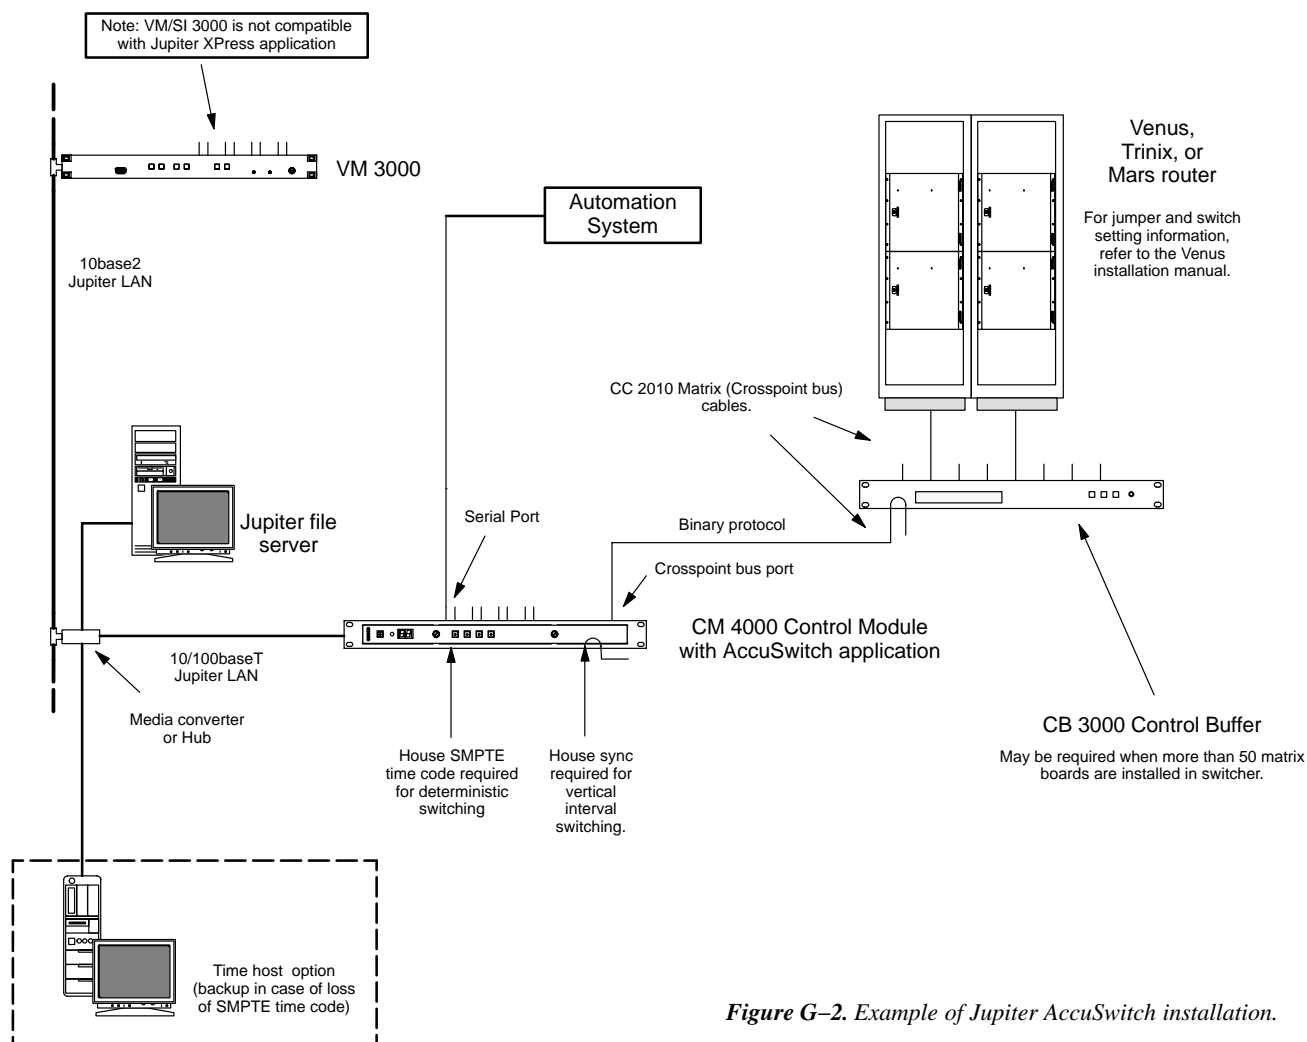 Note: VM/SI 3000 is not compatible
with Jupiter XPress application
VM 3000
Automation
System
Venus,
Trinix, or
Mars router
For jumper and switch
setting information,
refer to the Venus
installation manual.
10base2
Jupiter LAN
CC 2010 Matrix (Crosspoint bus)
cables.
Jupiter file
server
Serial Port
Binary protocol
Crosspoint bus port
CM 4000 Control Module
with AccuSwitch application
10/100baseT
Jupiter LAN
Media converter
or Hub
House SMPTE
time code required
for deterministic
switching
House sync
required for
vertical
interval
switching.
CB 3000 Control Buffer
May be required when more than 50 matrix
boards are installed in switcher.
Time host option
(backup in case of loss
of SMPTE time code)
Figure G–2. Example of Jupiter AccuSwitch installation.